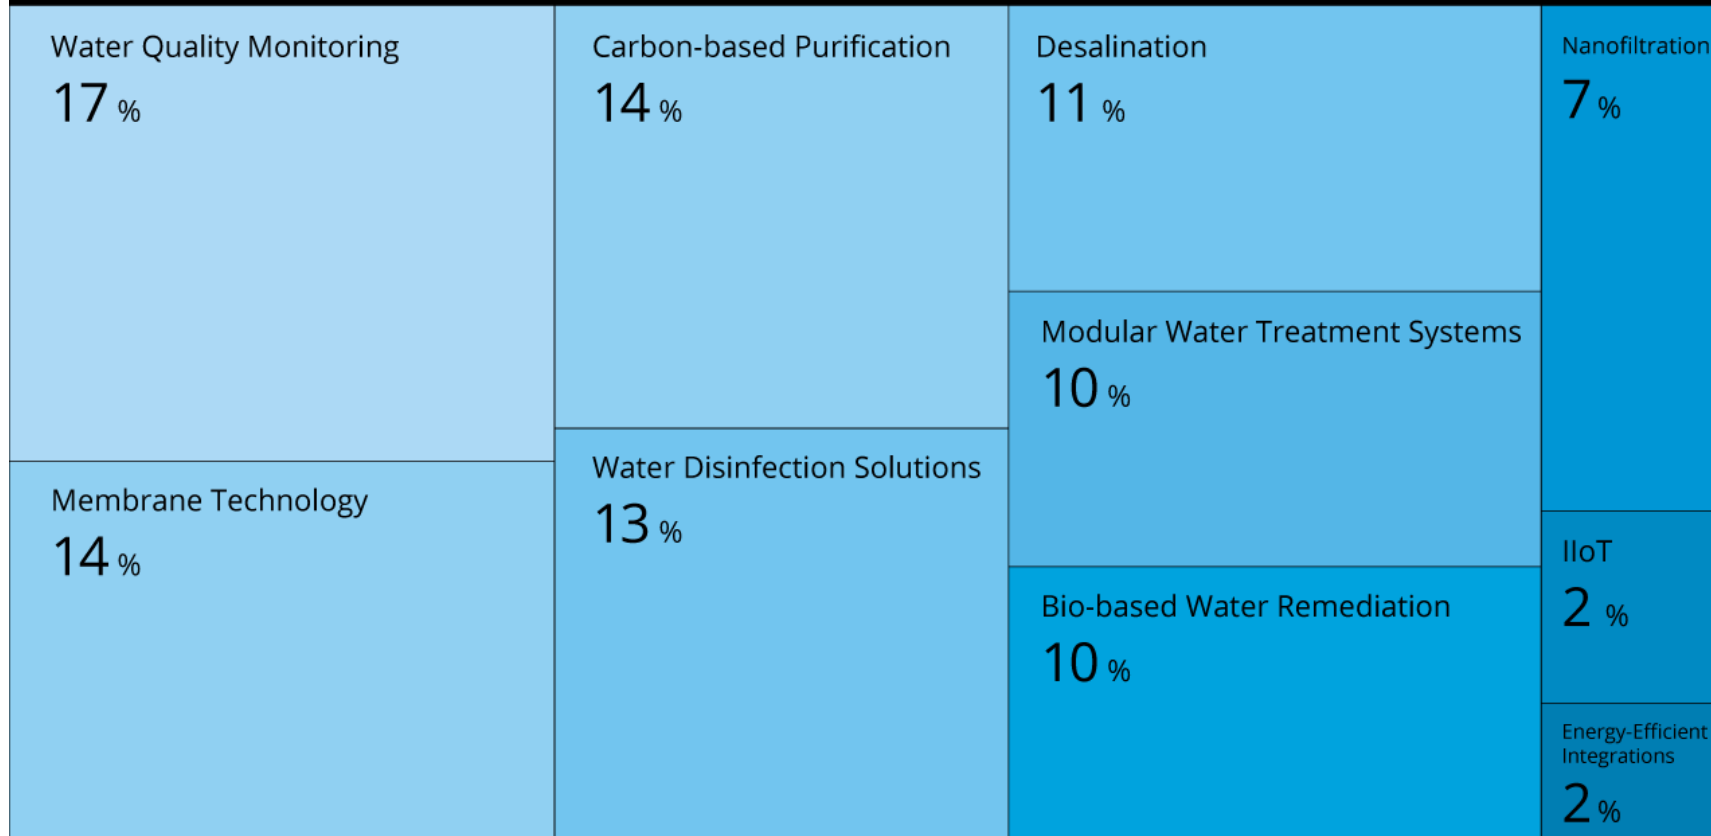 Water Quality Monitoring
17 %
Membrane Technology
14 %
Carbon-based Purification
14 %
Water Disinfection Solutions
13 %
Desalination
11 %
Modular Water Treatment Systems
10 %
Bio-based Water Remediation
10 %
Nanofiltration
7 %
IIoT
2 %
Energy-Efficient
Integrations
2 %